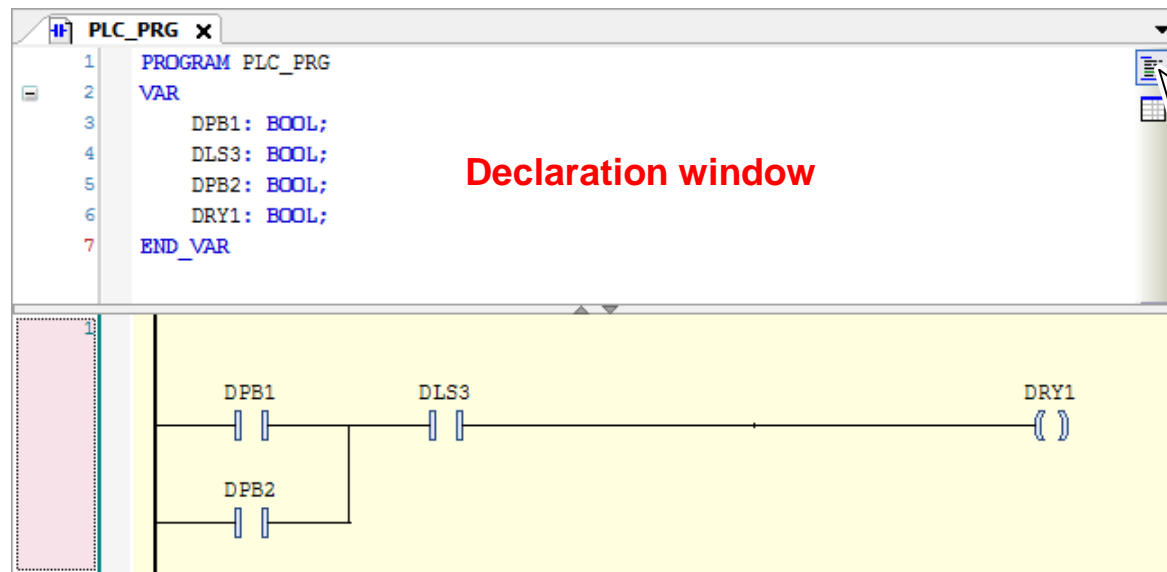 PLC_PRG X
1 PROGRAM PLC_PRG
2 VAR
3 DPB1: BOOL;
4 DLS3: BOOL;
5 DPB2: BOOL;
6 DRY1: BOOL;
7 END_VAR
Declaration window
1
DPB1 DLS3 DRY1
DPB2